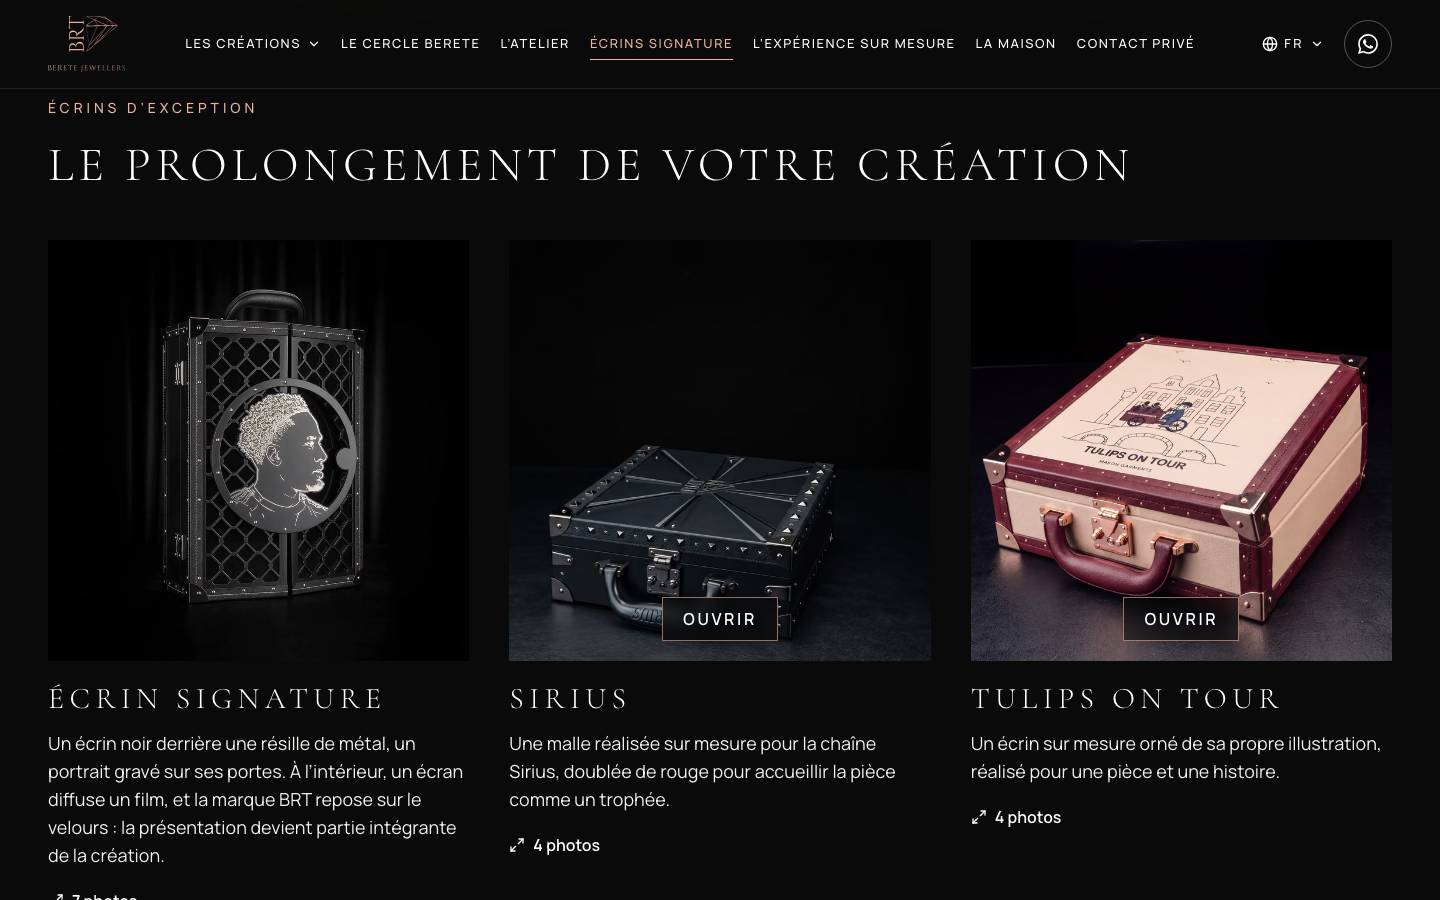 BRT
BERETE JEWELLERS
LES CRÉATIONS
LE CERCLE BERETE
L'ATELIER
ÉCRINS SIGNATURE
L'EXPÉRIENCE SUR MESURE
LA MAISON
CONTACT PRIVÉ
FR
ÉCRINS D'EXCEPTION
LE PROLONGEMENT DE VOTRE CRÉATION
TULIPS ON TOUR
OUVRIR
OUVRIR
ÉCRIN SIGNATURE
Un écrin noir derrière une résille de métal, un
portrait gravé sur ses portes. À l'intérieur, un écran
diffuse un film, et la marque BRT repose sur le
velours : la présentation devient partie intégrante
de la création.
7 photos
SIRIUS
Une malle réalisée sur mesure pour la chaîne
Sirius, doublée de rouge pour accueillir la pièce
comme un trophée.
4 photos
TULIPS ON TOUR
Un écrin sur mesure orné de sa propre illustration,
réalisé pour une pièce et une histoire.
4 photos